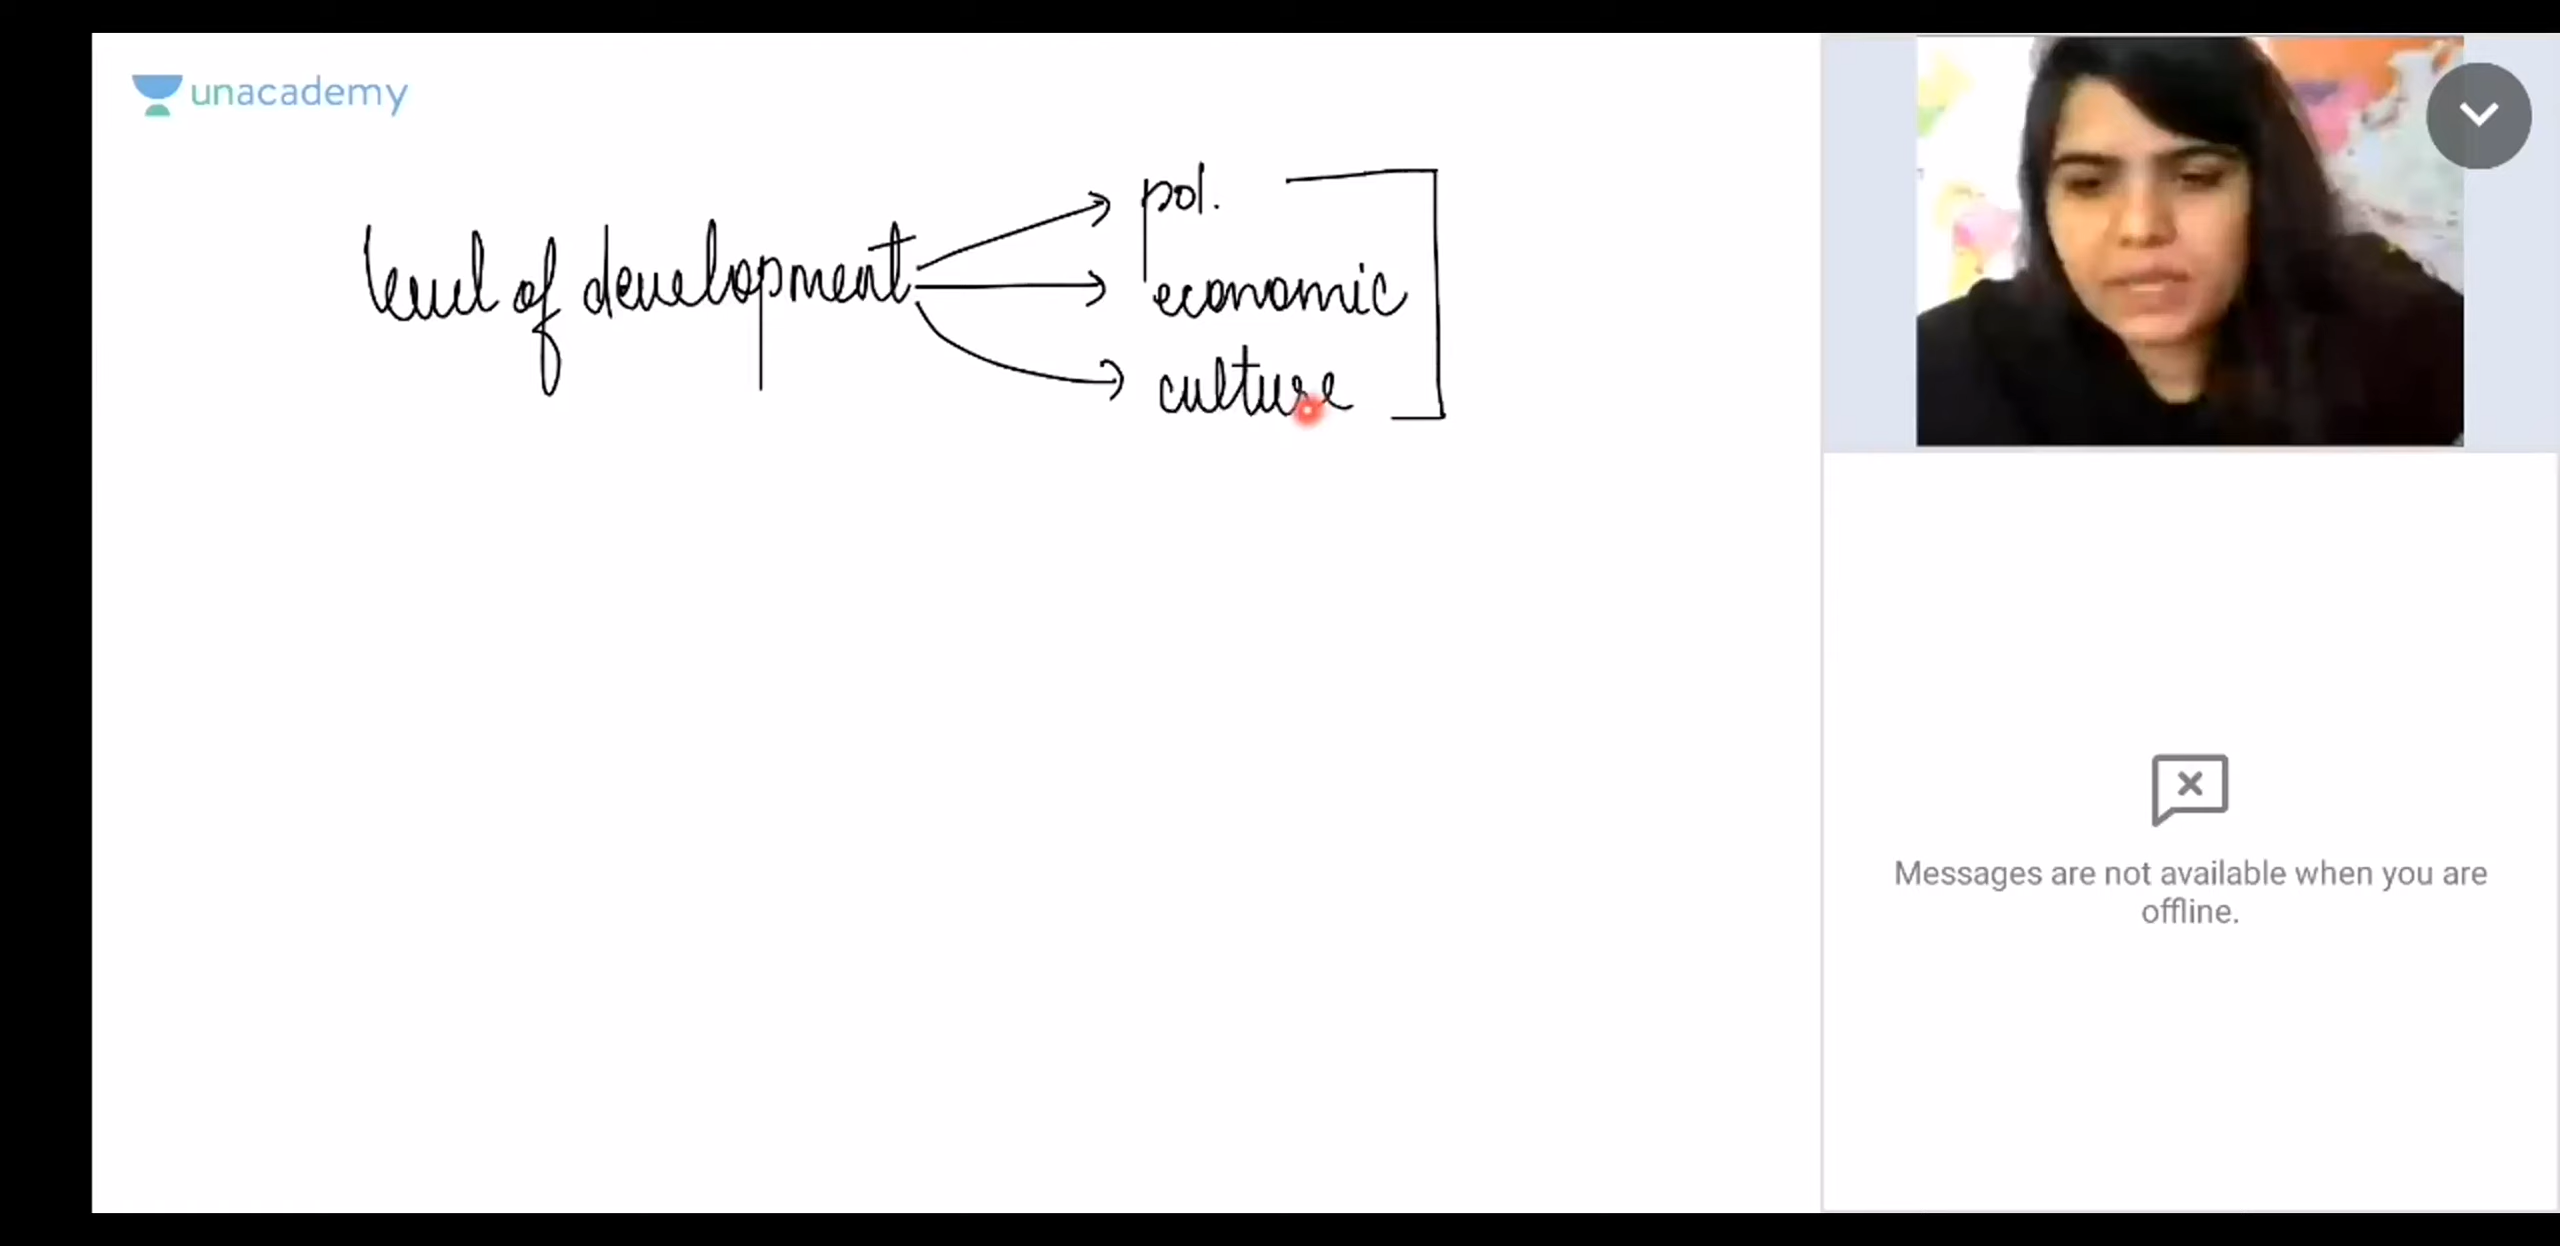 unacademy
pol.
level of development
economic
culture
Messages are not available when you are
offline.